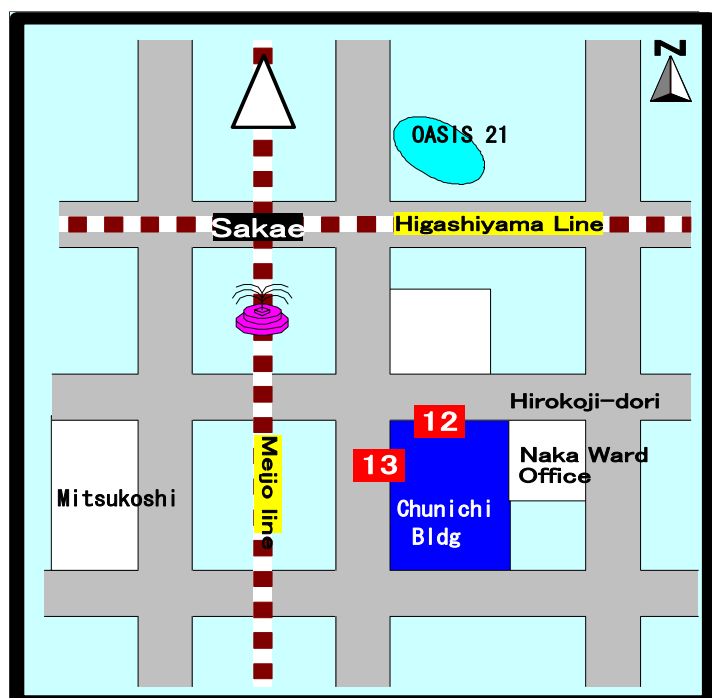 N
OASIS 21
Sakae
Higashiyama Line
Hirokoji-dori
12
13
Meijo line
Naka Ward
Office
Mitsukoshi
Chunichi
Bldg